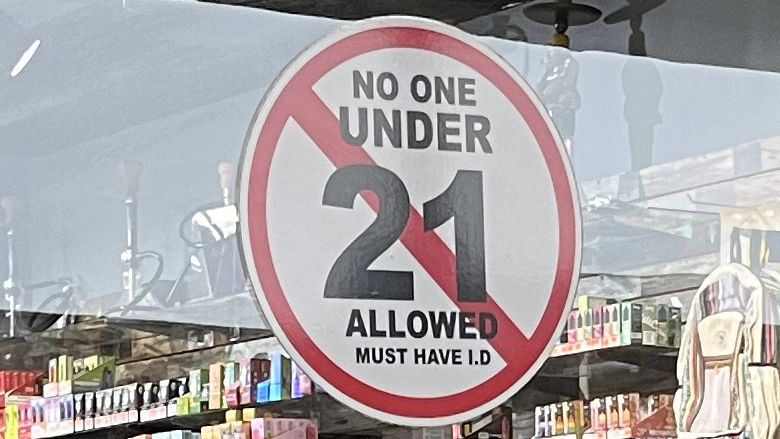 NO ONE
UNDER
21
ALLOWED
MUST HAVE I.D